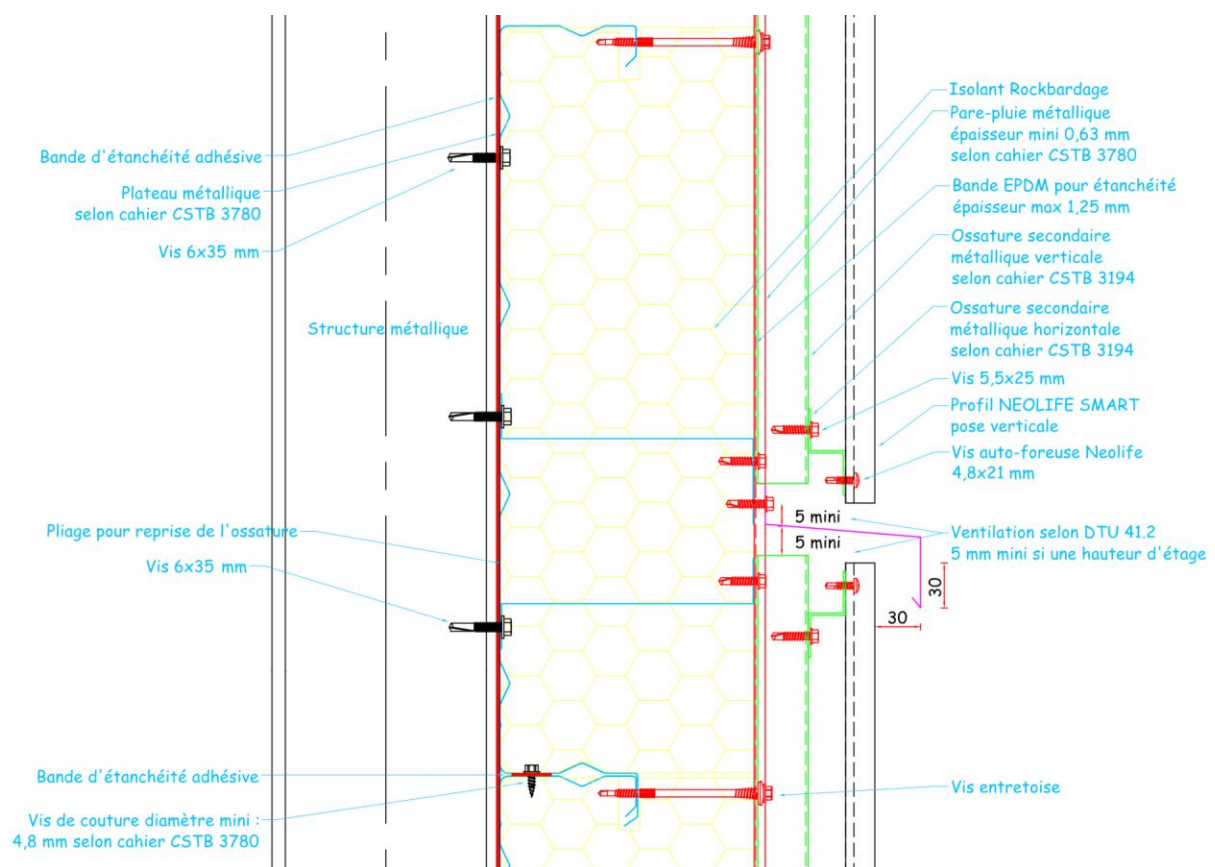 Bande d'étanchéité adhésive
Plateau métallique
selon cahier CSTB 3780
Vis 6x35 mm
Structure métallique
Pliage pour reprise de l'ossature
Vis 6x35 mm
Bande d'étanchéité adhésive
Vis de couture diamètre mini :
4,8 mm selon cahier CSTB 3780
Isolant Rockbardage
Pare-pluie métallique
épaisseur mini 0,63 mm
selon cahier CSTB 3780
Bande EPDM pour étanchéité
épaisseur max 1,25 mm
Ossature secondaire
métallique verticale
selon cahier CSTB 3194
Ossature secondaire
métallique horizontale
selon cahier CSTB 3194
Vis 5,5x25 mm
Profil NEOLIFE SMART
pose verticale
Vis auto-foreuse Neolife
4,8x21 mm
5 mini
5 mini
Ventilation selon DTU 41.2
5 mm mini si une hauteur d'étage
30
30
Vis entretoise